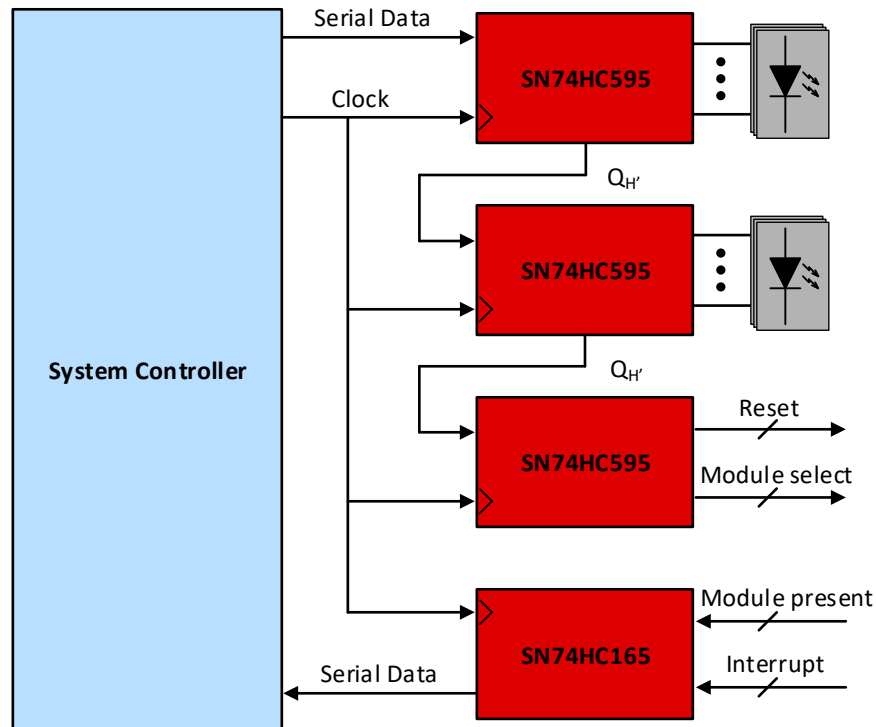 Serial Data
SN74HC595
Clock
QH'
SN74HC595
System Controller
QH'
Reset
SN74HC595
Module select
Module present
SN74HC165
Serial Data
Interrupt